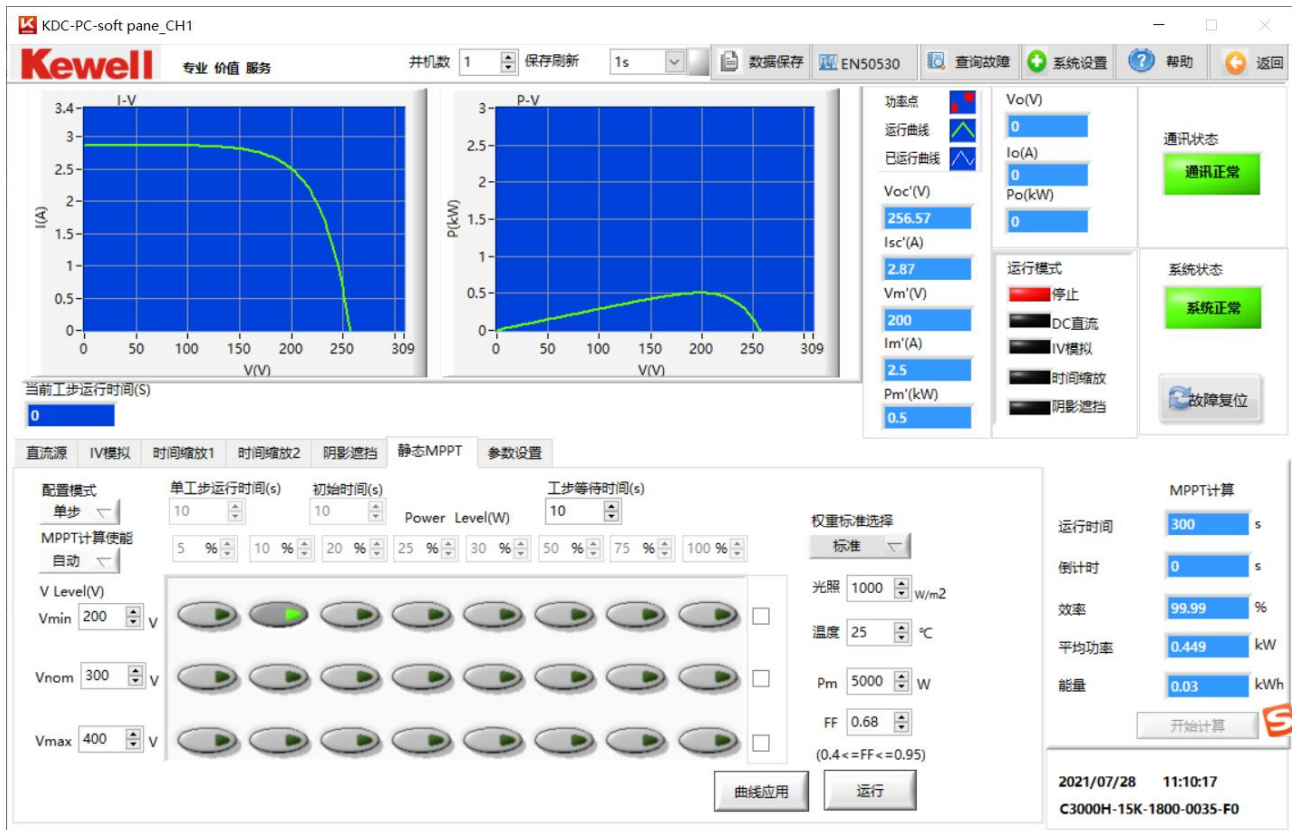 KDC-PC-soft pane_CH1
Kewell 专业 价值 服务 并机数 1 保存刷新 1s 数据保存 EN50530 查询故障 系统设置 帮助 返回
I-V
3.4
3
2.5
2
1.5
1
0.5
0
I(A)
0 50 100 150 200 250 309
V(V)
P-V
3
2.5
2
1.5
1
0.5
0
P(kW)
0 50 100 150 200 250 309
V(V)
功率点
运行曲线
已运行曲线
Voc'(V)
256.57
Isc'(A)
2.87
Vm'(V)
200
Im'(A)
2.5
Pm'(kW)
0.5
Vo(V)
0
Io(A)
0
Po(kW)
0
运行模式
停止
DC直流
IV模拟
时间缩放
阴影遮挡
通讯状态
通讯正常
系统状态
系统正常
故障复位
当前工步运行时间(S)
0
直流源 IV模拟 时间缩放1 时间缩放2 阴影遮挡 静态MPPT 参数设置
配置模式
单步
MPPT计算使能
自动
单工步运行时间(s)
10
初始时间(s)
10
Power Level(W)
工步等待时间(s)
10
5 % 10 % 20 % 25 % 30 % 50 % 75 % 100 %
V Level(V)
Vmin 200 V
Vnom 300 V
Vmax 400 V
权重标准选择
标准
光照 1000 W/m2
温度 25 ℃
Pm 5000 W
FF 0.68
(0.4<=FF<=0.95)
曲线应用 运行
MPPT计算
运行时间 300 s
倒计时 0 s
效率 99.99 %
平均功率 0.449 kW
能量 0.03 kWh
开始计算
2021/07/28 11:10:17
C3000H-15K-1800-0035-F0